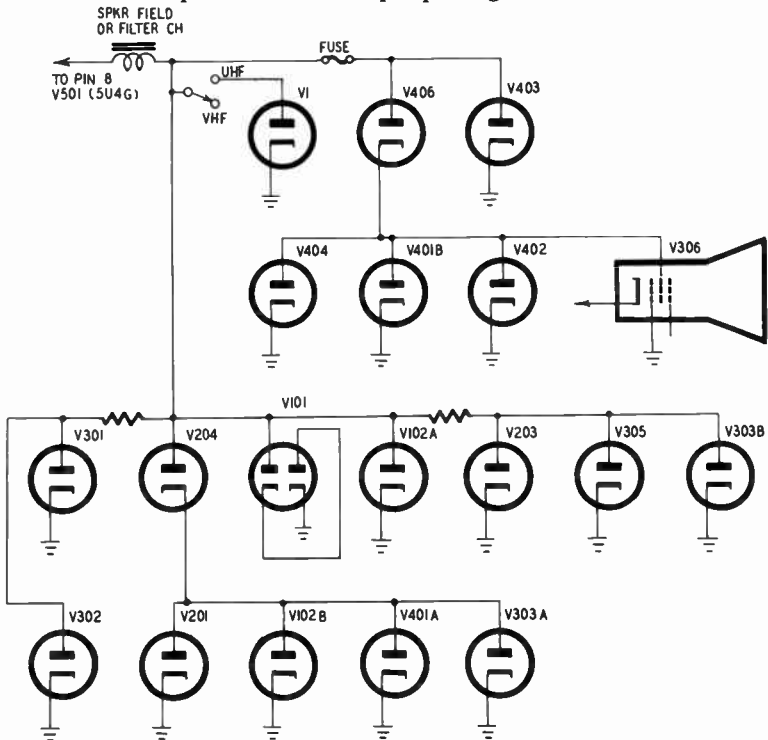 SPKR FIELD
OR FILTER CH
FUSE
TO PIN 8
V501 (5U4G)
UHF
VHF
V1
V406
V403
V404
V401B
V402
V306
V101
V301
V204
V102A
V203
V305
V303B
V302
V201
V102B
V401A
V303A